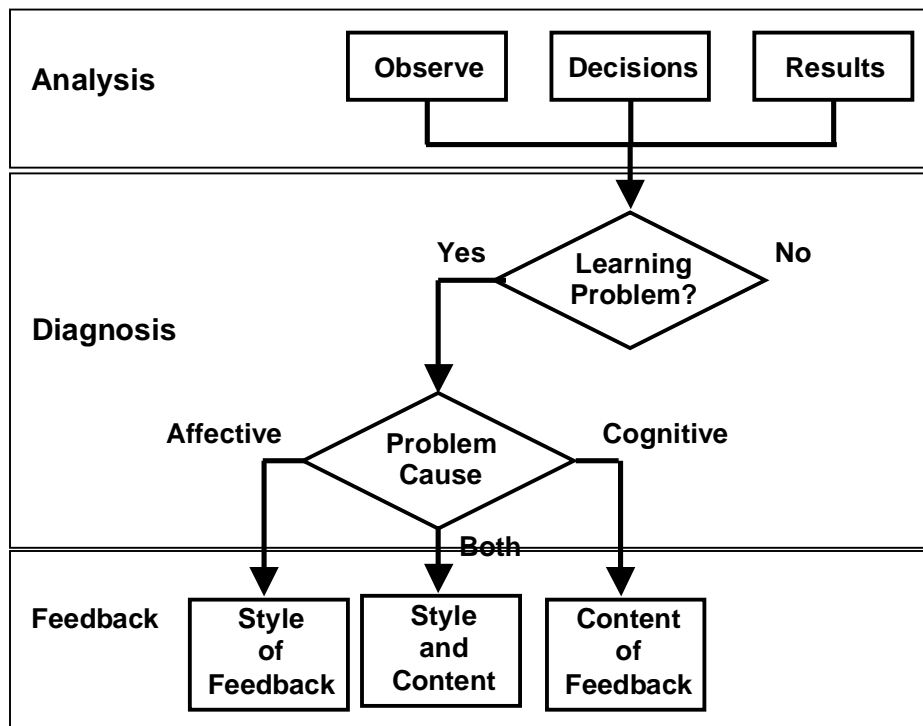 Analysis
Observe
Decisions
Results
Diagnosis
Yes
No
Learning
Problem?
Affective
Cognitive
Problem
Cause
Both
Feedback
Style
of
Feedback
Style
and
Content
Content
of
Feedback